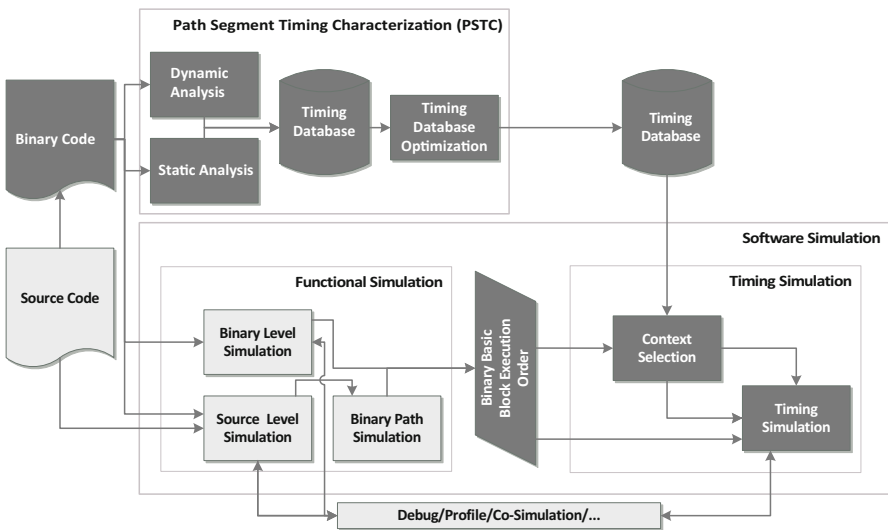 Path Segment Timing Characterization (PSTC)
Dynamic
Analysis
Binary Code
Static Analysis
Timing
Database
Timing
Database
Optimization
Timing
Database
Software Simulation
Source Code
Functional Simulation
Binary Level
Simulation
Source Level
Simulation
Binary Path
Simulation
Binary Basic
Block Execution
Order
Timing Simulation
Context
Selection
Timing
Simulation
Debug/Profile/Co-Simulation/...